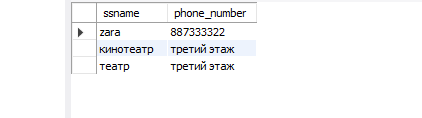 ssname phone_number
zara 887333322
кинотеатр третий этаж
театр третий этаж